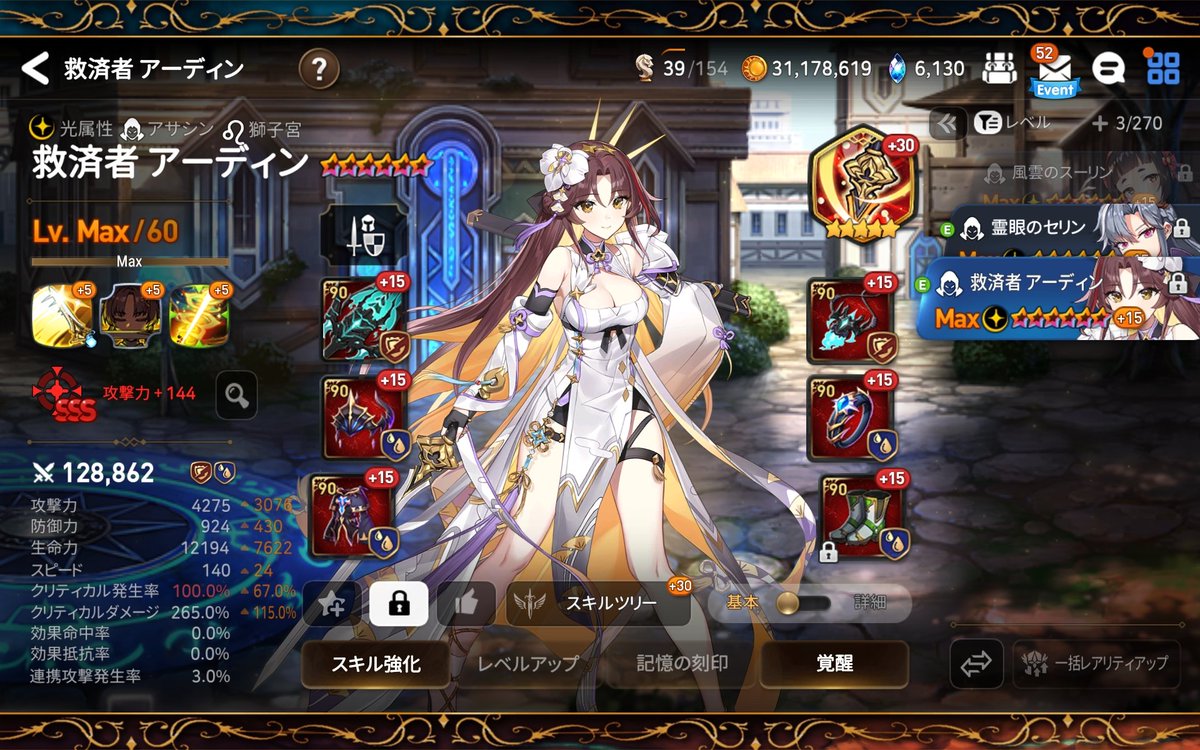 救済者 アーディン
?
39/154
31,178,619
6,130
52
Event
光属性 アサシン 獅子宮
救済者 アーディン
Lv. Max/60
Max
+5
+5
+5
SSS
攻撃力+144
128,862
攻撃力 4275 3076
防御力 924 430
生命力 12194 7622
スピード 140 24
クリティカル発生率 100.0% 67.0%
クリティカルダメージ 265.0% 115.0%
効果命中率 0.0%
効果抵抗率 0.0%
連携攻撃発生率 3.0%
90 +15
90 +15
90 +15
+30
90 +15
90 +15
90 +15
レベル
+ 3/270
風雲のスーリン
Max +15
E 霊眼のセリン
Max
E 救済者 アーディン
Max +15
スキルツリー +30
基本
詳細
スキル強化
レベルアップ
記憶の刻印
覚醒
一括レアリティアップ